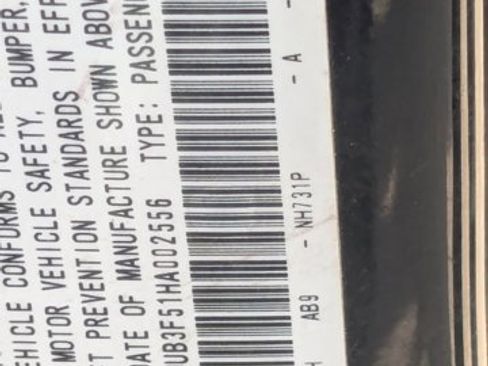 EHICLE CONFORMS TO
MOTOR VEHICLE SAFETY, BUMPER,
T PREVENTION STANDARDS IN EFF
DATE OF MANUFACTURE SHOWN ABOV
UB3F51HA002556 TYPE: PASSEN
AB9 - NH731P - A -